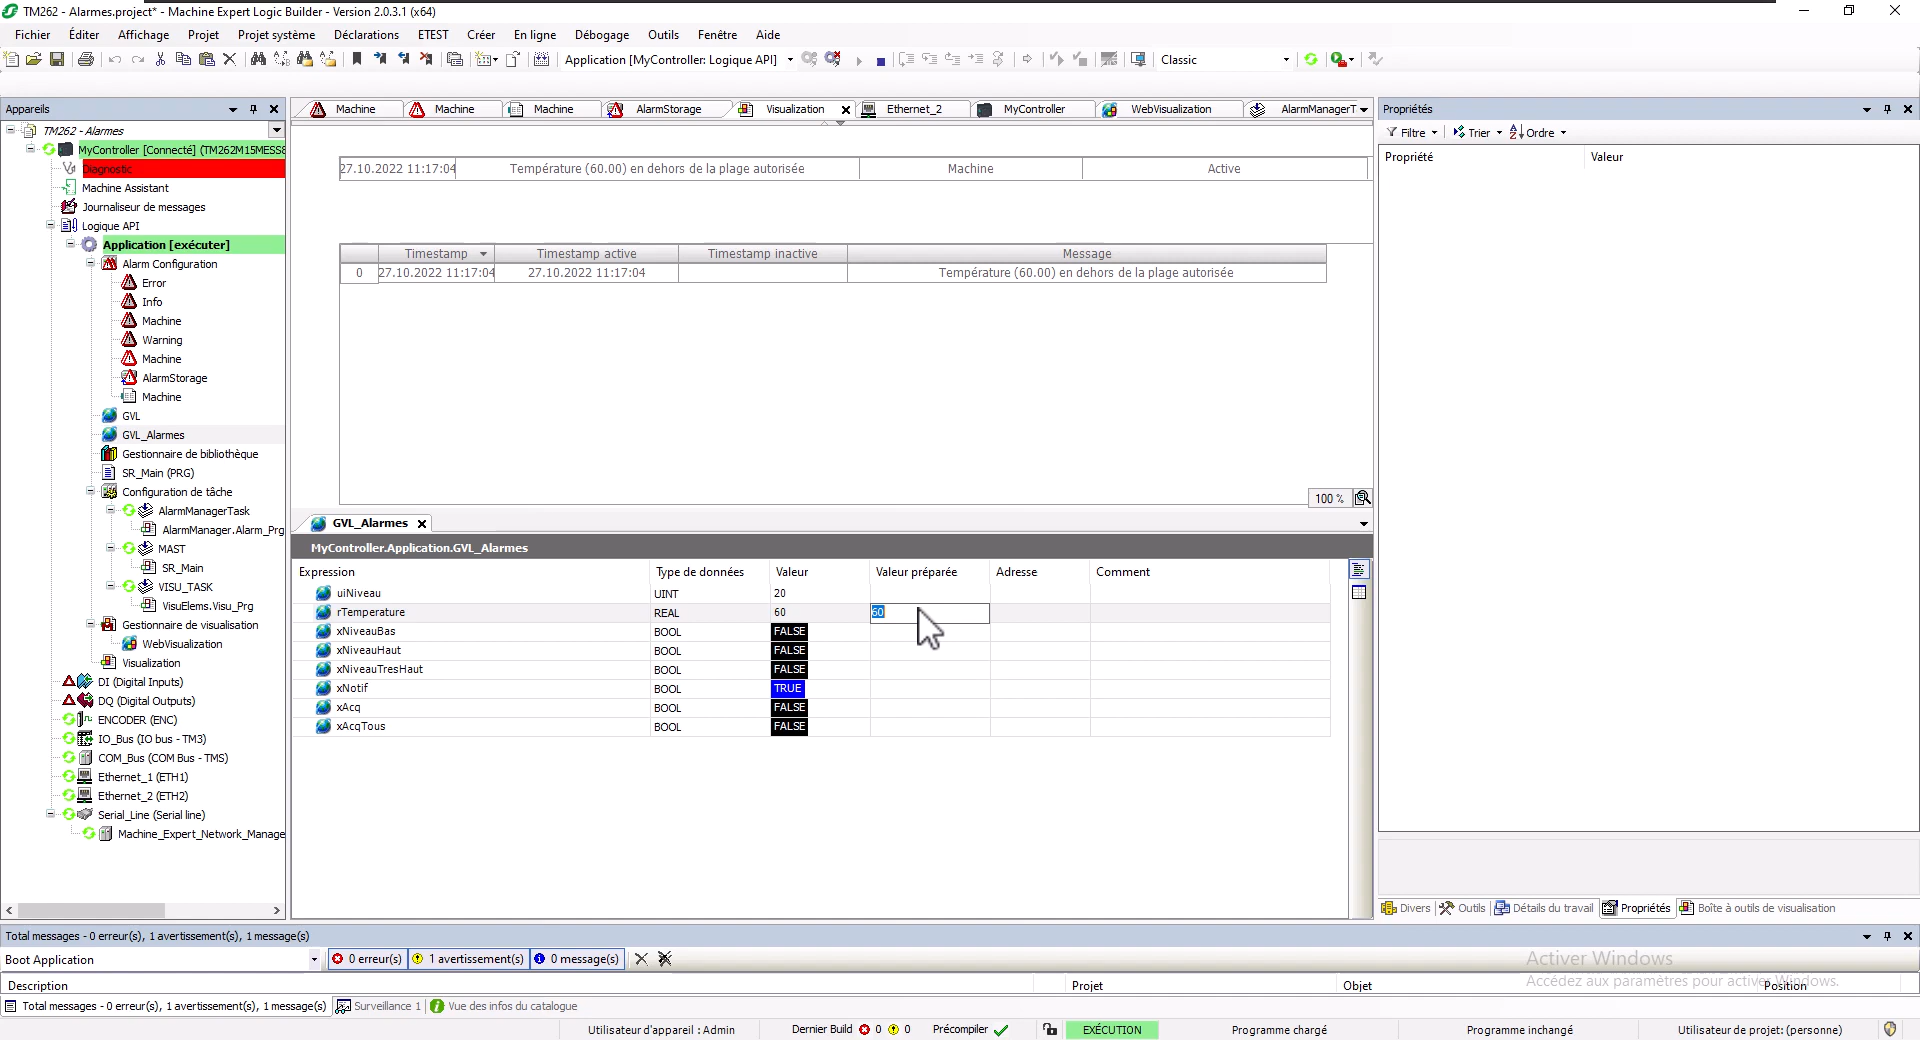 TM262 - Alarmes.project* - Machine Expert Logic Builder - Version 2.0.3.1 (x64)
Fichier Éditer Affichage Projet Projet système Déclarations ETEST Créer En ligne Débogage Outils Fenêtre Aide
Application [MyController: Logique API] Classic
Appareils
TM262 - Alarmes
MyController [Connecté] (TM262M15MESS8
Diagnostic
Machine Assistant
Journaliseur de messages
Logique API
Application [exécuter]
Alarm Configuration
Error
Info
Machine
Warning
Machine
AlarmStorage
Machine
GVL
GVL_Alarmes
Gestionnaire de bibliothèque
SR_Main (PRG)
Configuration de tâche
AlarmManagerTask
AlarmManager.Alarm_Prg
MAST
SR_Main
VISU_TASK
VisuElems.Visu_Prg
Gestionnaire de visualisation
WebVisualization
Visualization
DI (Digital Inputs)
DQ (Digital Outputs)
ENCODER (ENC)
IO_Bus (IO bus - TM3)
COM_Bus (COM Bus - TMS)
Ethernet_1 (ETH1)
Ethernet_2 (ETH2)
Serial_Line (Serial line)
Machine_Expert_Network_Manage
Machine Machine Machine AlarmStorage Visualization Ethernet_2 MyController WebVisualization AlarmManagerT
27.10.2022 11:17:04 Température (60.00) en dehors de la plage autorisée Machine Active
Timestamp Timestamp active Timestamp inactive Message
0 27.10.2022 11:17:04 27.10.2022 11:17:04 Température (60.00) en dehors de la plage autorisée
100 %
GVL_Alarmes
MyController.Application.GVL_Alarmes
Expression Type de données Valeur Valeur préparée Adresse Comment
uiNiveau UINT 20
rTemperature REAL 60 60
xNiveauBas BOOL FALSE
xNiveauHaut BOOL FALSE
xNiveauTresHaut BOOL FALSE
xNotif BOOL TRUE
xAcq BOOL FALSE
xAcqTous BOOL FALSE
Propriétés
Filtre Trier Ordre
Propriété Valeur
Divers Outils Détails du travail Propriétés Boîte à outils de visualisation
Total messages - 0 erreur(s), 1 avertissement(s), 1 message(s)
Boot Application 0 erreur(s) 1 avertissement(s) 0 message(s)
Activer Windows
Accédez aux paramètres pour activer Windows.
Description Projet Objet Position
Total messages - 0 erreur(s), 1 avertissement(s), 1 message(s) Surveillance 1 Vue des infos du catalogue
Utilisateur d'appareil : Admin Dernier Build 0 0 Précompiler EXÉCUTION Programme chargé Programme inchangé Utilisateur de projet: (personne)